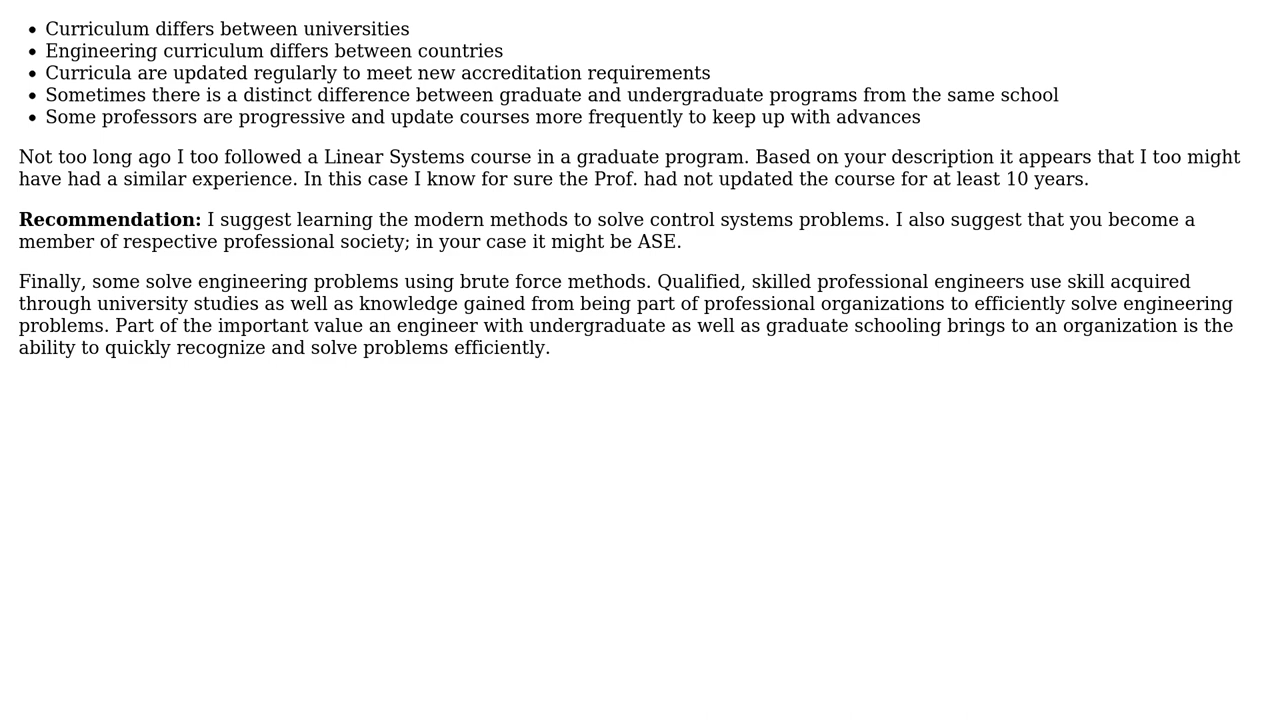 • Curriculum differs between universities
• Engineering curriculum differs between countries
• Curricula are updated regularly to meet new accreditation requirements
• Sometimes there is a distinct difference between graduate and undergraduate programs from the same school
• Some professors are progressive and update courses more frequently to keep up with advances
Not too long ago I too followed a Linear Systems course in a graduate program. Based on your description it appears that I too might
have had a similar experience. In this case I know for sure the Prof. had not updated the course for at least 10 years.
Recommendation: I suggest learning the modern methods to solve control systems problems. I also suggest that you become a
member of respective professional society; in your case it might be ASE.
Finally, some solve engineering problems using brute force methods. Qualified, skilled professional engineers use skill acquired
through university studies as well as knowledge gained from being part of professional organizations to efficiently solve engineering
problems. Part of the important value an engineer with undergraduate as well as graduate schooling brings to an organization is the
ability to quickly recognize and solve problems efficiently.